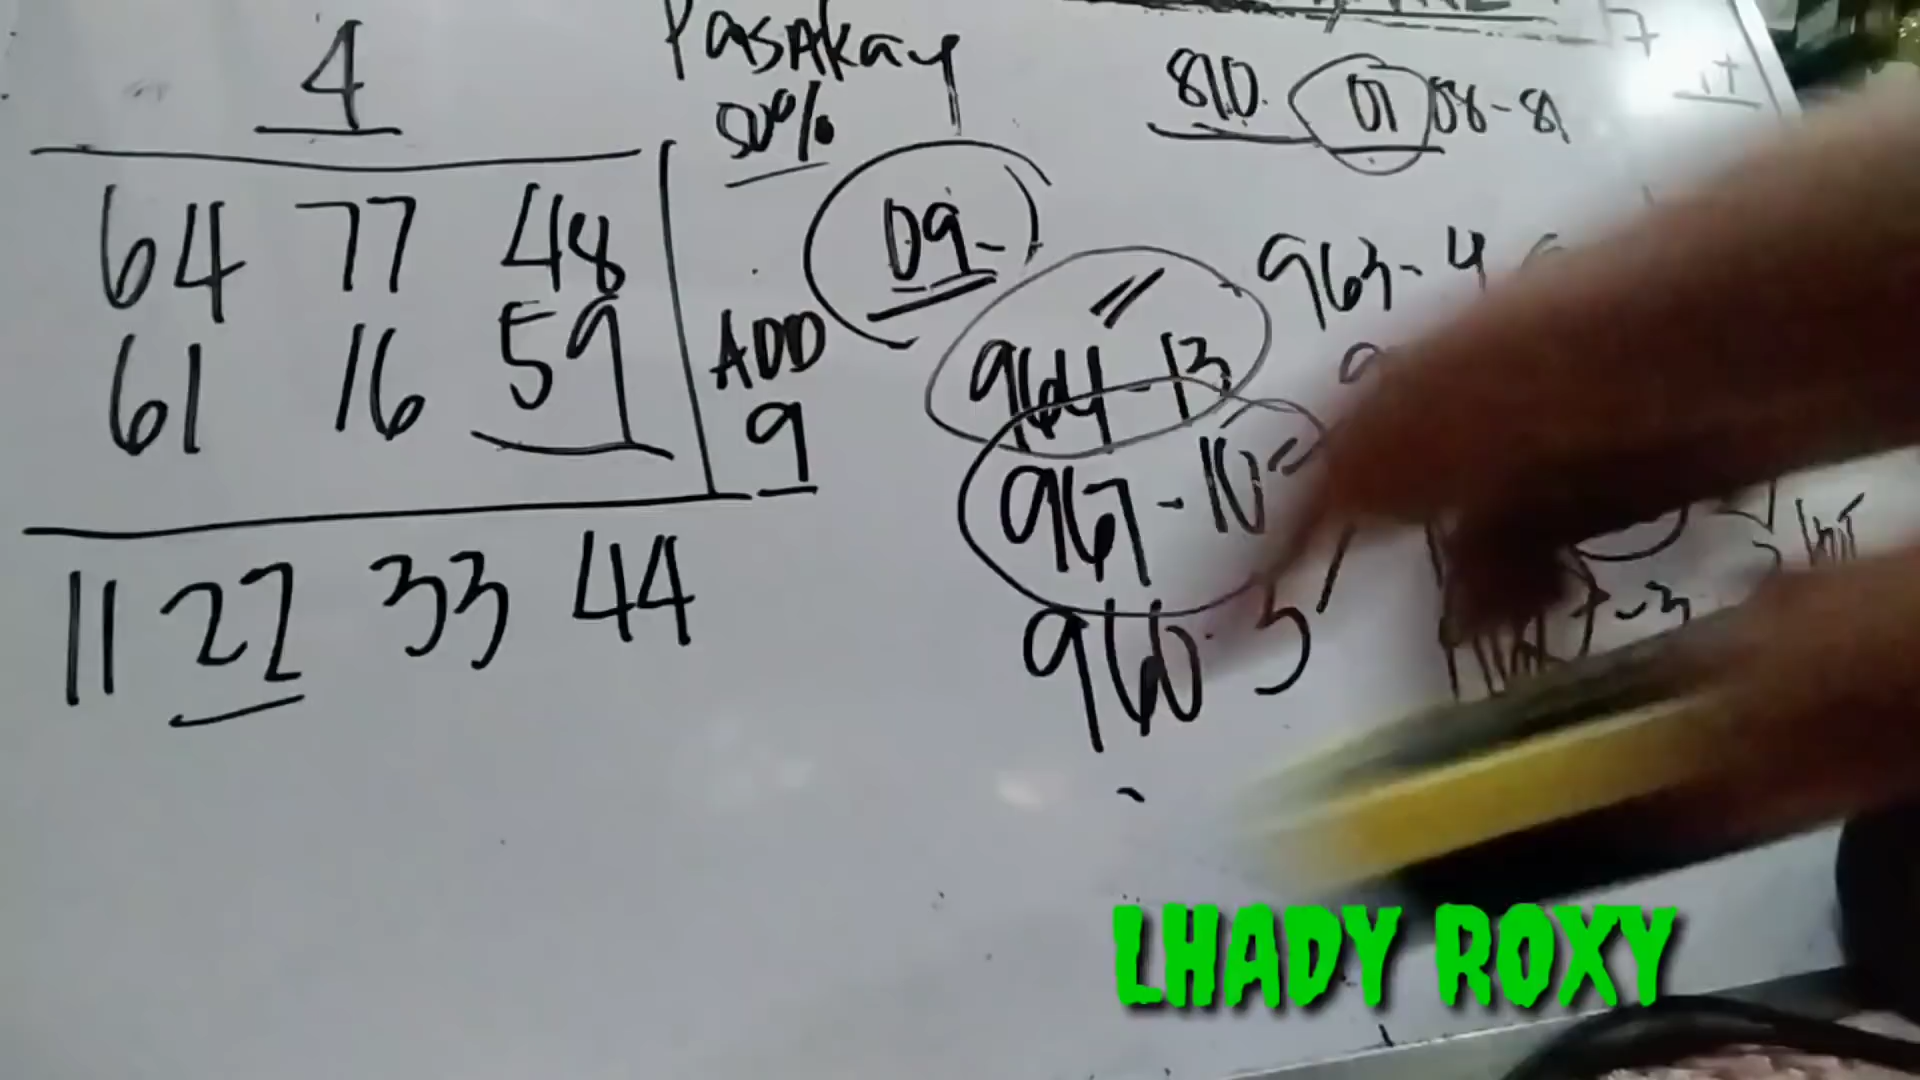 4
Pasakay
50%
810. 01 08-81
64 77 48
61 16 59
09-
ADD
9
963-4
964-13
967-10
960-5
11 22 33 44
LHADY ROXY